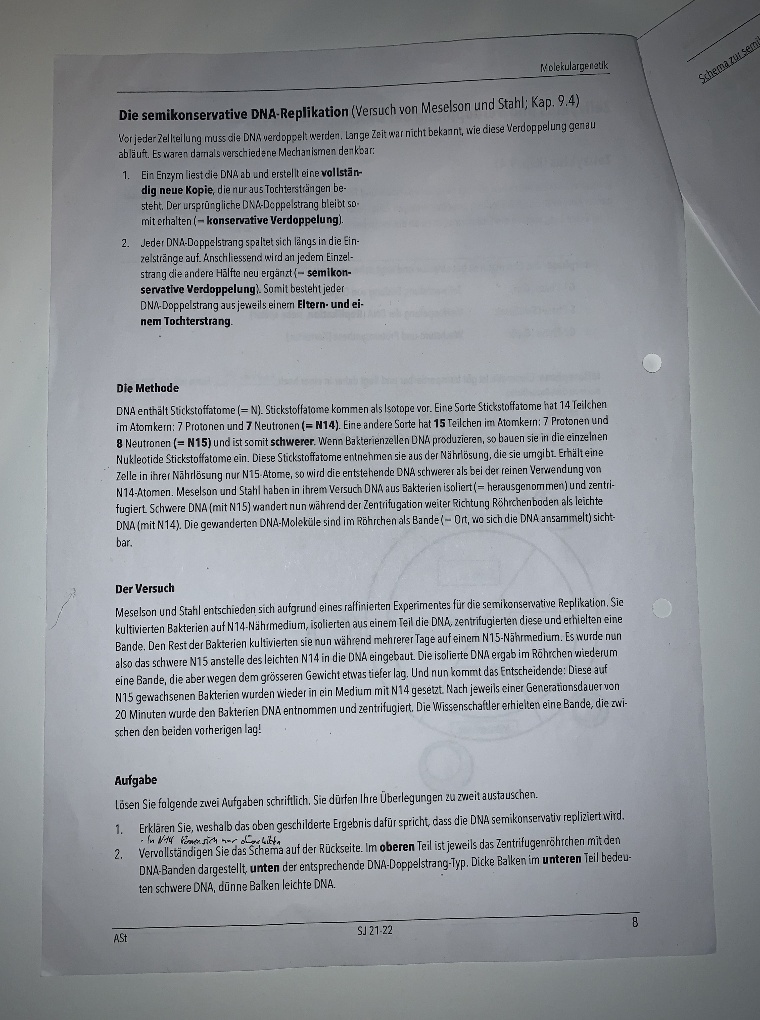 Molekulargenetik
Schema zur semi
Die semikonservative DNA-Replikation (Versuch von Meselson und Stahl; Kap. 9.4)
Vor jeder Zellteilung muss die DNA verdoppelt werden. Lange Zeit war nicht bekannt, wie diese Verdoppelung genau
abläuft. Es waren damals verschiedene Mechanismen denkbar:
1. Ein Enzym liest die DNA ab und erstellt eine vollstän-
dig neue Kopie, die nur aus Tochtersträngen be-
steht. Der ursprüngliche DNA-Doppelstrang bleibt so-
mit erhalten (= konservative Verdoppelung).
2. Jeder DNA-Doppelstrang spaltet sich längs in die Ein-
zelstränge auf. Anschliessend wird an jedem Einzel-
strang die andere Hälfte neu ergänzt (= semikon-
servative Verdoppelung). Somit besteht jeder
DNA-Doppelstrang aus jeweils einem Eltern- und ei-
nem Tochterstrang.
Die Methode
DNA enthält Stickstoffatome (= N). Stickstoffatome kommen als Isotope vor. Eine Sorte Stickstoffatome hat 14 Teilchen
im Atomkern: 7 Protonen und 7 Neutronen (= N14). Eine andere Sorte hat 15 Teilchen im Atomkern: 7 Protonen und
8 Neutronen (= N15) und ist somit schwerer. Wenn Bakterienzellen DNA produzieren, so bauen sie in die einzelnen
Nukleotide Stickstoffatome ein. Diese Stickstoffatome entnehmen sie aus der Nährlösung, die sie umgibt. Erhält eine
Zelle in ihrer Nährlösung nur N15-Atome, so wird die entstehende DNA schwerer als bei der reinen Verwendung von
N14-Atomen. Meselson und Stahl haben in ihrem Versuch DNA aus Bakterien isoliert (= herausgenommen) und zentri-
fugiert. Schwere DNA (mit N15) wandert nun während der Zentrifugation weiter Richtung Röhrchenboden als leichte
DNA (mit N14). Die gewanderten DNA-Moleküle sind im Röhrchen als Bande (= Ort, wo sich die DNA ansammelt) sicht-
bar.
Der Versuch
Meselson und Stahl entschieden sich aufgrund eines raffinierten Experimentes für die semikonservative Replikation. Sie
kultivierten Bakterien auf N14-Nährmedium, isolierten aus einem Teil die DNA, zentrifugierten diese und erhielten eine
Bande. Den Rest der Bakterien kultivierten sie nun während mehrerer Tage auf einem N15-Nährmedium. Es wurde nun
also das schwere N15 anstelle des leichten N14 in die DNA eingebaut. Die isolierte DNA ergab im Röhrchen wiederum
eine Bande, die aber wegen dem grösseren Gewicht etwas tiefer lag. Und nun kommt das Entscheidende: Diese auf
N15 gewachsenen Bakterien wurden wieder in ein Medium mit N14 gesetzt. Nach jeweils einer Generationsdauer von
20 Minuten wurde den Bakterien DNA entnommen und zentrifugiert. Die Wissenschaftler erhielten eine Bande, die zwi-
schen den beiden vorherigen lag!
Aufgabe
Lösen Sie folgende zwei Aufgaben schriftlich. Sie dürfen Ihre Überlegungen zu zweit austauschen.
1. Erklären Sie, weshalb das oben geschilderte Ergebnis dafür spricht, dass die DNA semikonservativ repliziert wird.
- In N14
2. Vervollständigen Sie das Schema auf der Rückseite. Im oberen Teil ist jeweils das Zentrifugenröhrchen mit den
DNA-Banden dargestellt, unten der entsprechende DNA-Doppelstrang-Typ. Dicke Balken im unteren Teil bedeu-
ten schwere DNA, dünne Balken leichte DNA.
ASt
SJ 21-22
8